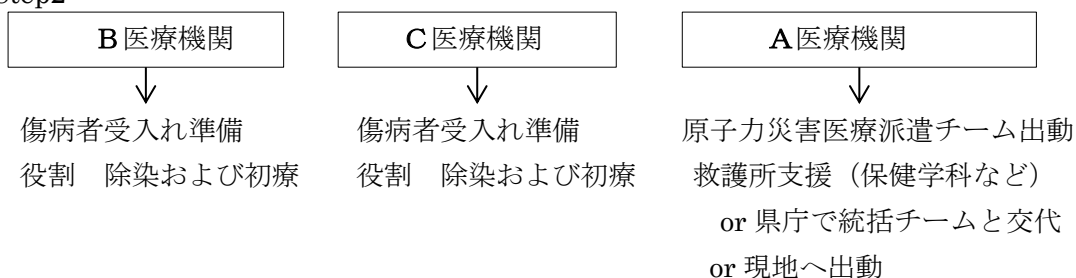 Step2
B医療機関 C医療機関 A医療機関
傷病者受入れ準備 傷病者受入れ準備 原子力災害医療派遣チーム出動
役割 除染および初療 役割 除染および初療 救護所支援（保健学科など）
or 県庁で統括チームと交代
or 現地へ出動